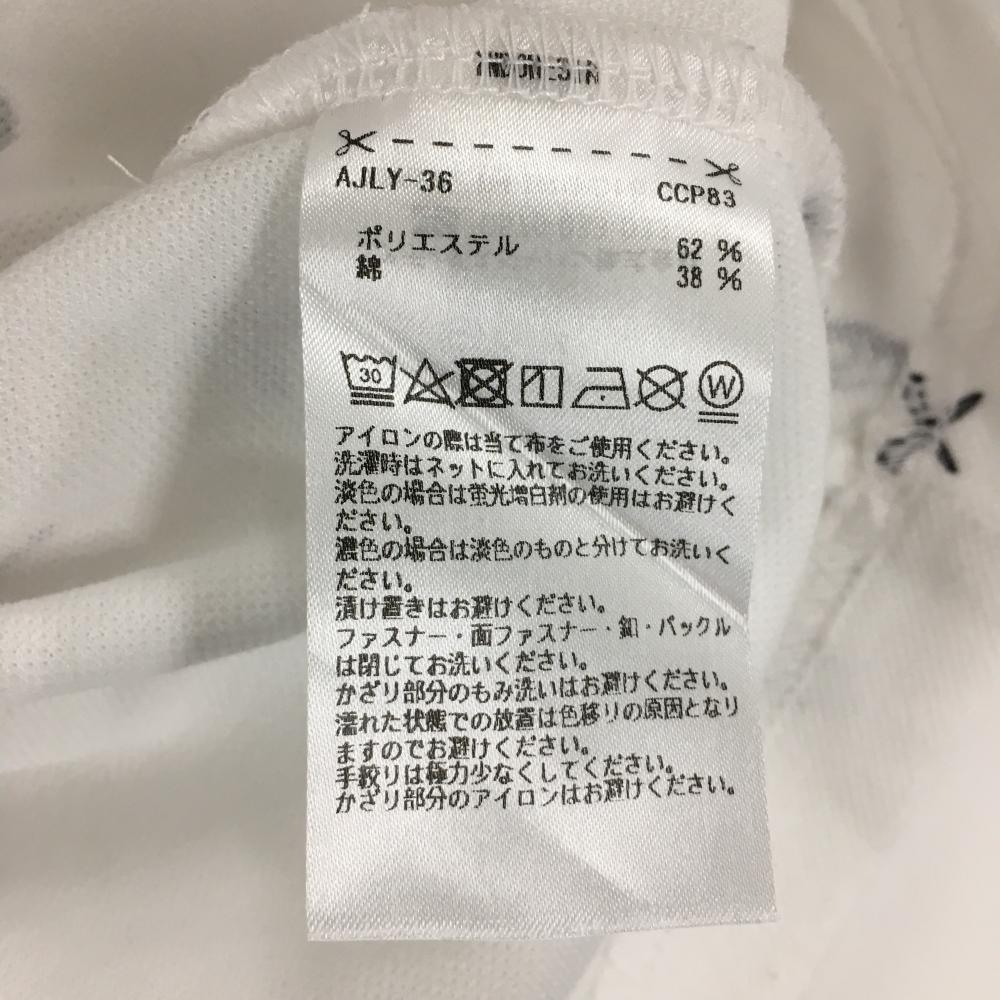 AJLY-36 CCP83
ポリエステル 62 %
綿 38 %
30 W
アイロンの際は当て布をご使用ください。
洗濯時はネットに入れてお洗いください。
淡色の場合は蛍光増白剤の使用はお避けく
ださい。
濃色の場合は淡色のものと分けてお洗いく
ださい。
漬け置きはお避けください。
ファスナー・面ファスナー・釦・バックル
は閉じてお洗いください。
かざり部分のもみ洗いはお避けください。
濡れた状態での放置は色移りの原因となり
ますのでお避けください。
手絞りは極力少なくしてください。
かざり部分のアイロンはお避けください。